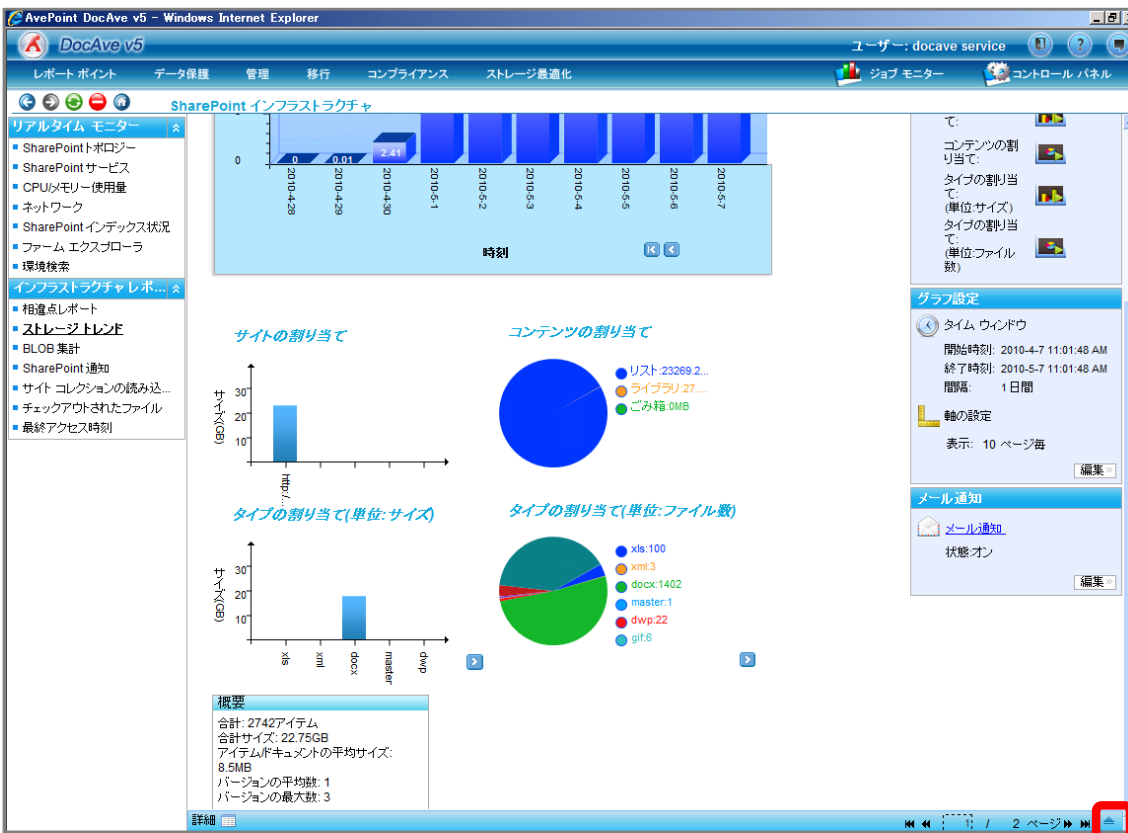 AvePoint DocAve v5 - Windows Internet Explorer
DocAve v5
ユーザー: docave service
レポート ポイント データ保護 管理 移行 コンプライアンス ストレージ最適化 ジョブ モニター コントロール パネル
SharePoint インフラストラクチャ
リアルタイム モニター
SharePointトポロジー
SharePoint サービス
CPU/メモリー使用量
ネットワーク
SharePoint インデックス状況
ファーム エクスプローラ
環境検索
インフラストラクチャ レポ...
相違点レポート
ストレージトレンド
BLOB 集計
SharePoint 通知
サイト コレクションの読み込...
チェックアウトされたファイル
最終アクセス時刻
0
0 0.01 2.41
2010-4-28 2010-4-29 2010-4-30 2010-5-1 2010-5-2 2010-5-3 2010-5-4 2010-5-5 2010-5-6 2010-5-7
時刻
サイトの割り当て
サイズ(GB)
30
20
10
http:/...
コンテンツの割り当て
リスト:23269.2...
ライブラリ:27....
ごみ箱:0MB
タイプの割り当て(単位:サイズ)
サイズ(GB)
30
20
10
xls xml docx master dwp
タイプの割り当て(単位:ファイル数)
xls:100
xml:3
docx:1402
master:1
dwp:22
gif:6
概要
合計: 2742アイテム
合計サイズ: 22.75GB
アイテム/ドキュメントの平均サイズ:
8.5MB
バージョンの平均数: 1
バージョンの最大数: 3
て:
コンテンツの割
り当て:
タイプの割り当
て:
(単位:サイズ)
タイプの割り当
て:
(単位:ファイル
数)
グラフ設定
タイム ウィンドウ
開始時刻: 2010-4-7 11:01:48 AM
終了時刻: 2010-5-7 11:01:48 AM
間隔: 1日間
軸の設定
表示: 10 ページ毎
編集
メール通知
メール通知
状態:オン
編集
詳細
1 / 2 ページ